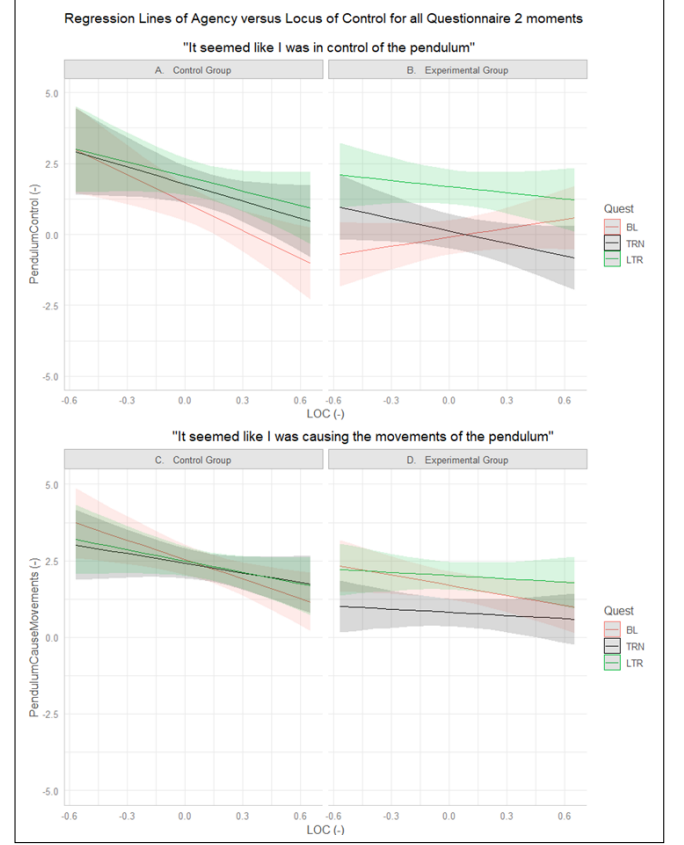 Regression Lines of Agency versus Locus of Control for all Questionnaire 2 moments
"It seemed like I was in control of the pendulum"
A. Control Group
B. Experimental Group
5.0
2.5
0.0
-2.5
-5.0
PendulumControl (-)
-0.6 -0.3 0.0 0.3 0.6 -0.6 -0.3 0.0 0.3 0.6
LOC (-)
Quest
BL
TRN
LTR
"It seemed like I was causing the movements of the pendulum"
C. Control Group
D. Experimental Group
5.0
2.5
0.0
-2.5
-5.0
PendulumCauseMovements (-)
-0.6 -0.3 0.0 0.3 0.6 -0.6 -0.3 0.0 0.3 0.6
LOC (-)
Quest
BL
TRN
LTR